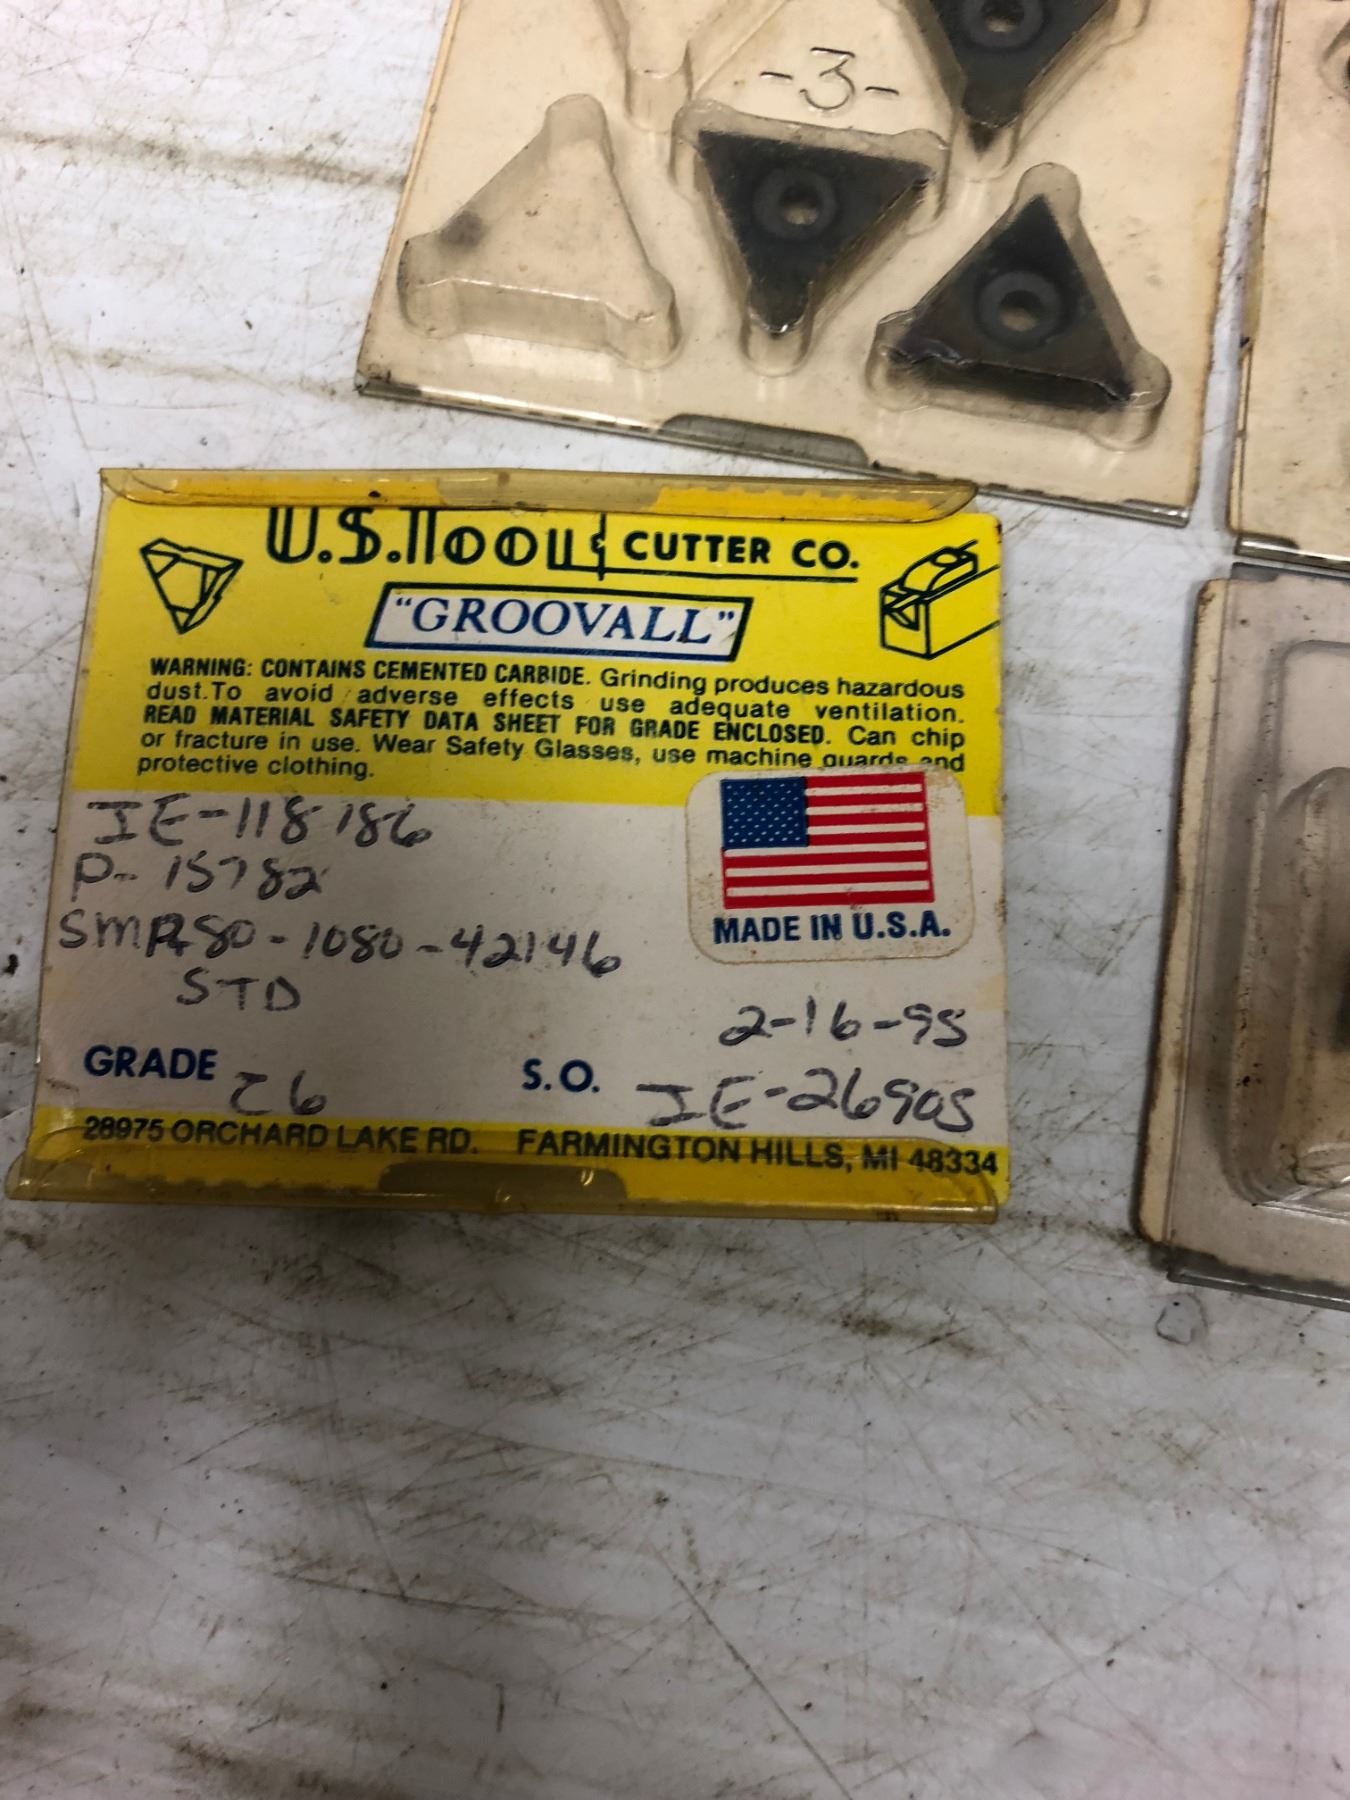 -3-
U.S. TOOL & CUTTER CO.
"GROOVALL"
WARNING: CONTAINS CEMENTED CARBIDE. Grinding produces hazardous
dust. To avoid adverse effects use adequate ventilation.
READ MATERIAL SAFETY DATA SHEET FOR GRADE ENCLOSED. Can chip
or fracture in use. Wear Safety Glasses, use machine guards and
protective clothing.
IE-118186
P-15782
-1080-42146
STD
MADE IN U.S.A.
2-16-95
GRADE C6
S.O. IE-26905
28975 ORCHARD LAKE RD. FARMINGTON HILLS, MI 48334